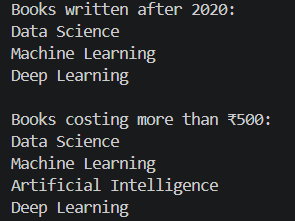 Books written after 2020:
Data Science
Machine Learning
Deep Learning

Books costing more than ₹500:
Data Science
Machine Learning
Artificial Intelligence
Deep Learning